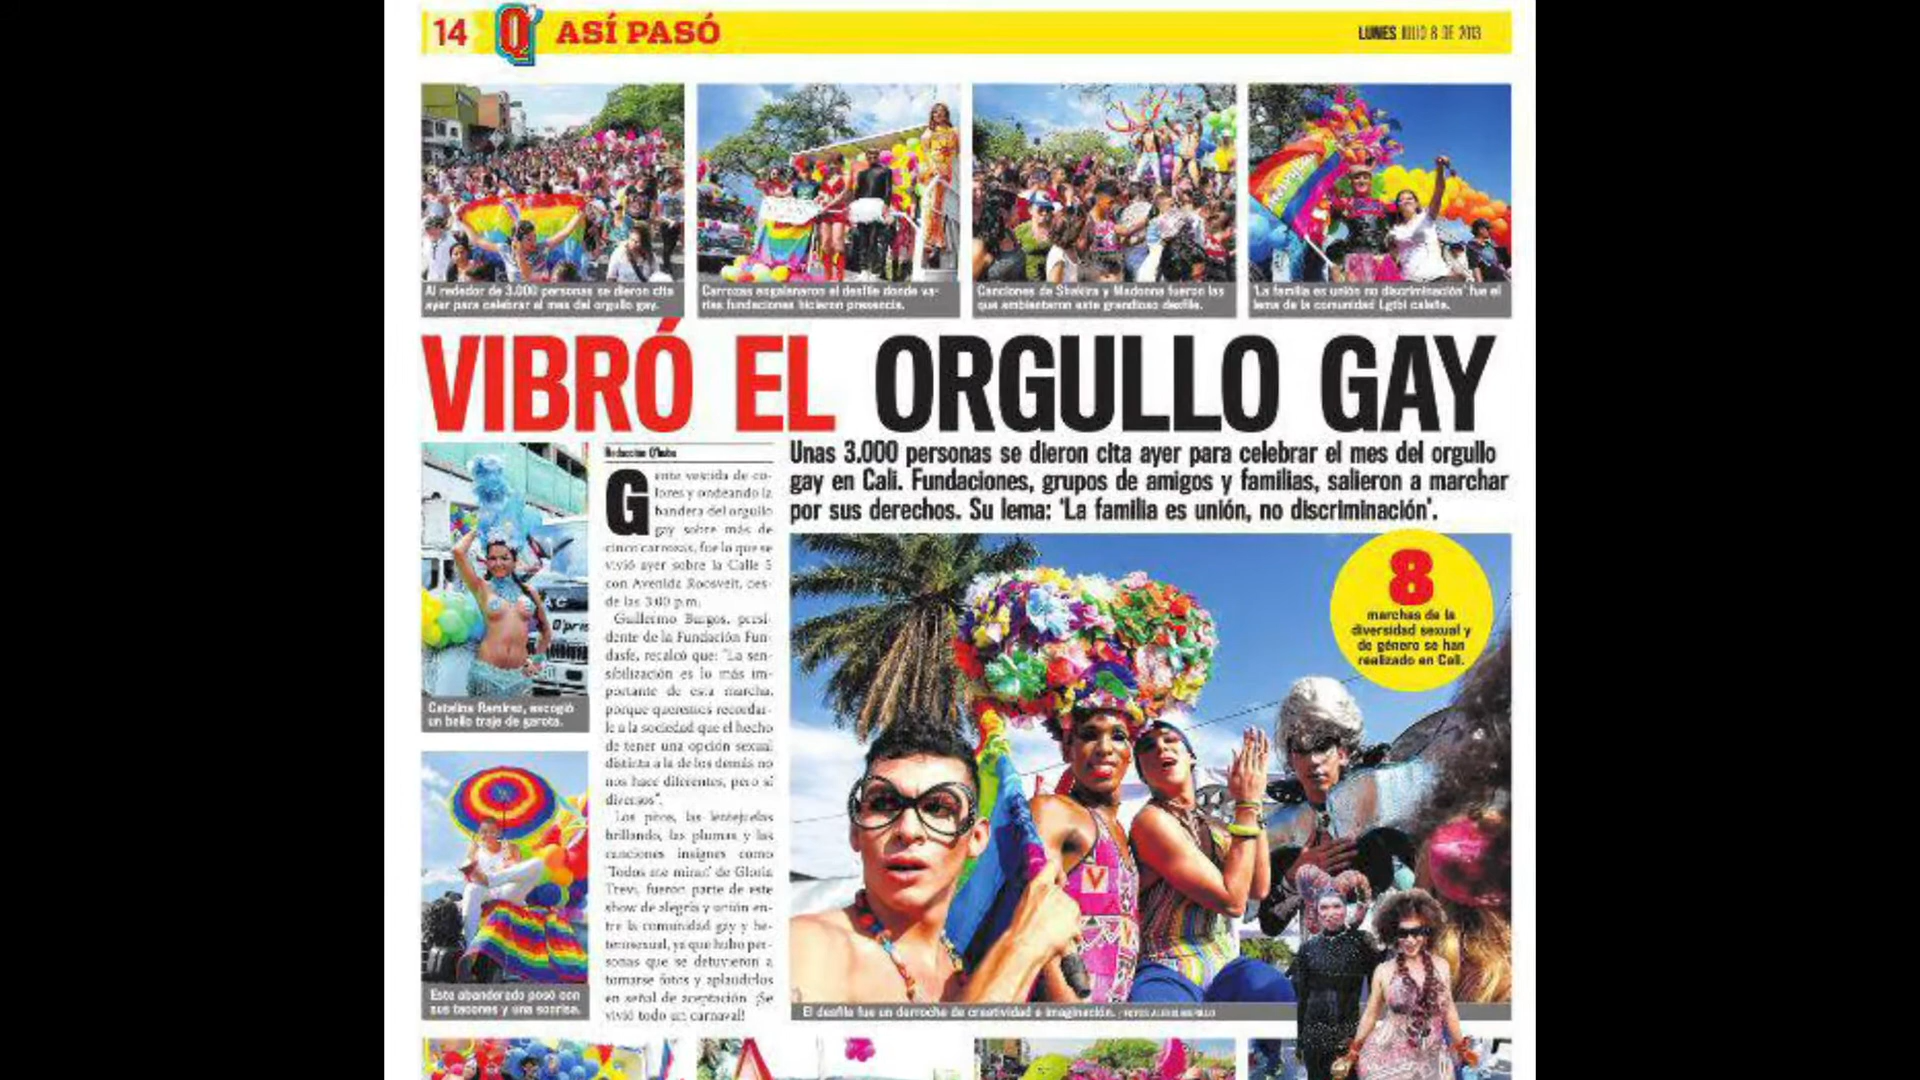 14 Q' ASÍ PASÓ
LUNES JULIO 8 DE 2013
Al rededor de 3.000 personas se dieron cita
ayer para celebrar el mes del orgullo gay.
Carrozas engalanaron el desfile donde va-
rias fundaciones hicieron presencia.
Canciones de Shakira y Madonna fueron las
que ambientaron este grandioso desfile.
'La familia es unión no discriminación' fue el
lema de la comunidad Lgtbi caleña.
VIBRÓ EL ORGULLO GAY
Unas 3.000 personas se dieron cita ayer para celebrar el mes del orgullo
gay en Cali. Fundaciones, grupos de amigos y familias, salieron a marchar
por sus derechos. Su lema: 'La familia es unión, no discriminación'.
Catalina Ramírez, escogió
un bello traje de garota.
Este abanderado posó con
sus tacones y una sonrisa.
Redacción Q'hubo
Gente vestida de co-
lores y ondeando la
bandera del orgullo
gay sobre más de
cinco carrozas, fue lo que se
vivió ayer sobre la Calle 5
con Avenida Roosvelt, des-
de las 3:00 p.m.
Guillermo Burgos, presi-
dente de la Fundación Fun-
dasfe, recalcó que: "La sen-
sibilización es lo más im-
portante de esta marcha,
porque queremos recordar-
le a la sociedad que el hecho
de tener una opción sexual
distinta a la de los demás no
nos hace diferentes, pero sí
diversos".
Los pitos, las lentejuelas
brillando, las plumas y las
canciones insignes como
'Todos me miran' de Gloria
Trevi, fueron parte de este
show de alegría y unión en-
tre la comunidad gay y he-
terosexual, ya que hubo per-
sonas que se detuvieron a
tomarse fotos y aplaudirlos
en señal de aceptación. ¡Se
vivió todo un carnaval!
8
marchas de la
diversidad sexual y
de género se han
realizado en Cali.
El desfile fue un derroche de creatividad e imaginación.